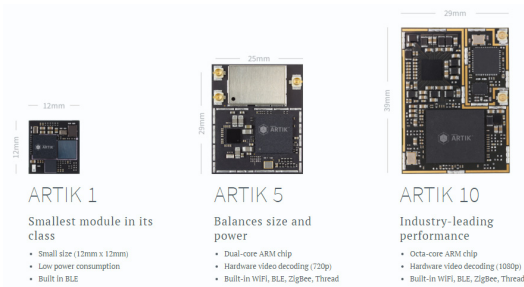 29mm
25mm
12mm
39mm
29mm
12mm
ARTIK
ARTIK
ARTIK
ARTIK 1
Smallest module in its
class
• Small size (12mm x 12mm)
• Low power consumption
• Built in BLE
ARTIK 5
Balances size and
power
• Dual-core ARM chip
• Hardware video decoding (720p)
• Built-in WiFi, BLE, ZigBee, Thread
ARTIK 10
Industry-leading
performance
• Octa-core ARM chip
• Hardware video decoding (1080p)
• Built-in WiFi, BLE, ZigBee, Thread